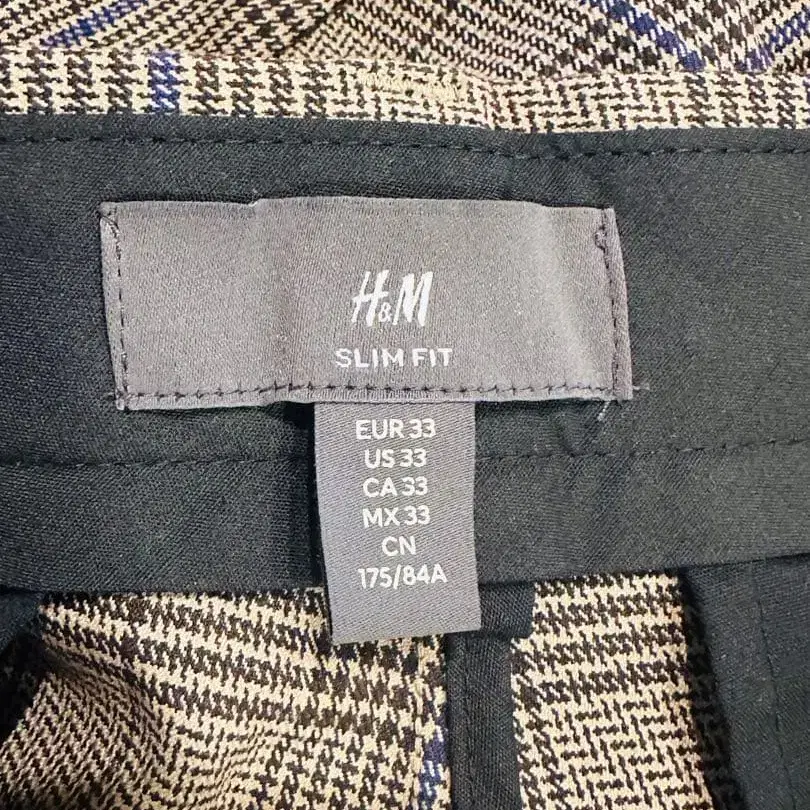 H&M
SLIM FIT
EUR 33
US 33
CA 33
MX 33
CN
175/84A